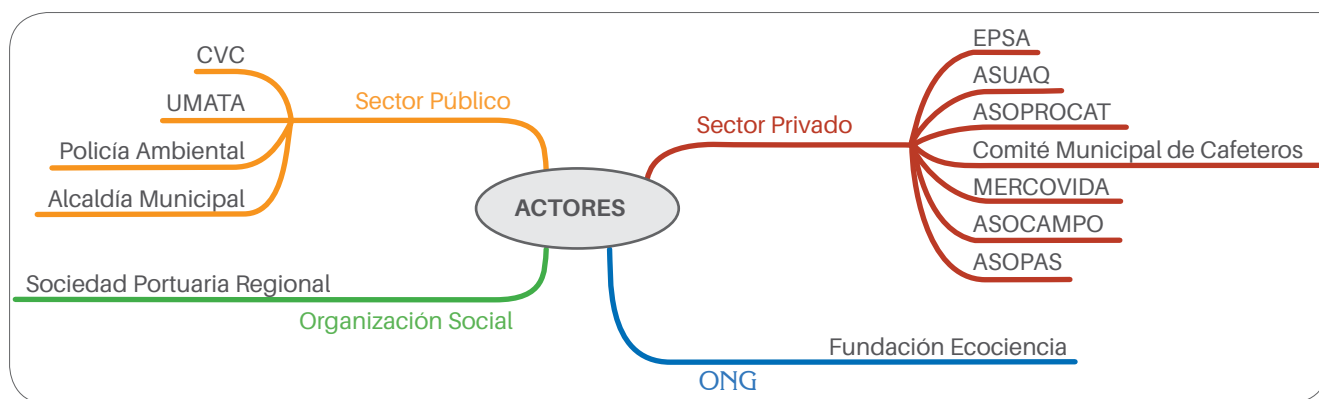 CVC
UMATA
Policía Ambiental
Alcaldía Municipal
Sector Público
Sociedad Portuaria Regional
Organización Social
ACTORES
Sector Privado
EPSA
ASUAQ
ASOPROCAT
Comité Municipal de Cafeteros
MERCOVIDA
ASOCAMPO
ASOPAS
Fundación Ecociencia
ONG